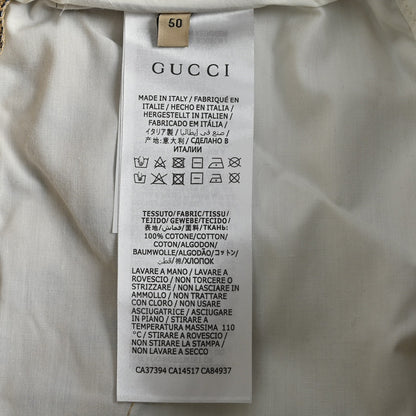 50
GUCCI
MADE IN ITALY / FABRIQUÉ EN
ITALIE / HECHO EN ITALIA/
HERGESTELLT IN ITALIEN /
FABRICADO EM ITÁLIA/
イタリア製 / صنع في إيطاليا /
产地:意大利 / СДЕЛАНО В
ИТАЛИИ
TESSUTO/FABRIC/TISSU/
TEJIDO/GEWEBE/TECIDO/
表地/قماش/面料/ТКАНЬ:
100% COTONE/COTTON/
COTON/ALGODON/
BAUMWOLLE/ALGODÃO/コットン/
قطن/棉/ХЛОПОК
LAVARE A MANO / LAVARE A
ROVESCIO / NON TORCERE O
STRIZZARE / NON LASCIARE IN
AMMOLLO / NON TRATTARE
CON CLORO / NON USARE
ASCIUGATRICE / ASCIUGARE
IN PIANO / STIRARE A
TEMPERATURA MASSIMA 110
°C / STIRARE A ROVESCIO /
NON STIRARE LA STAMPA /
NON LAVARE A SECCO
CA37394 CA14517 CA84937